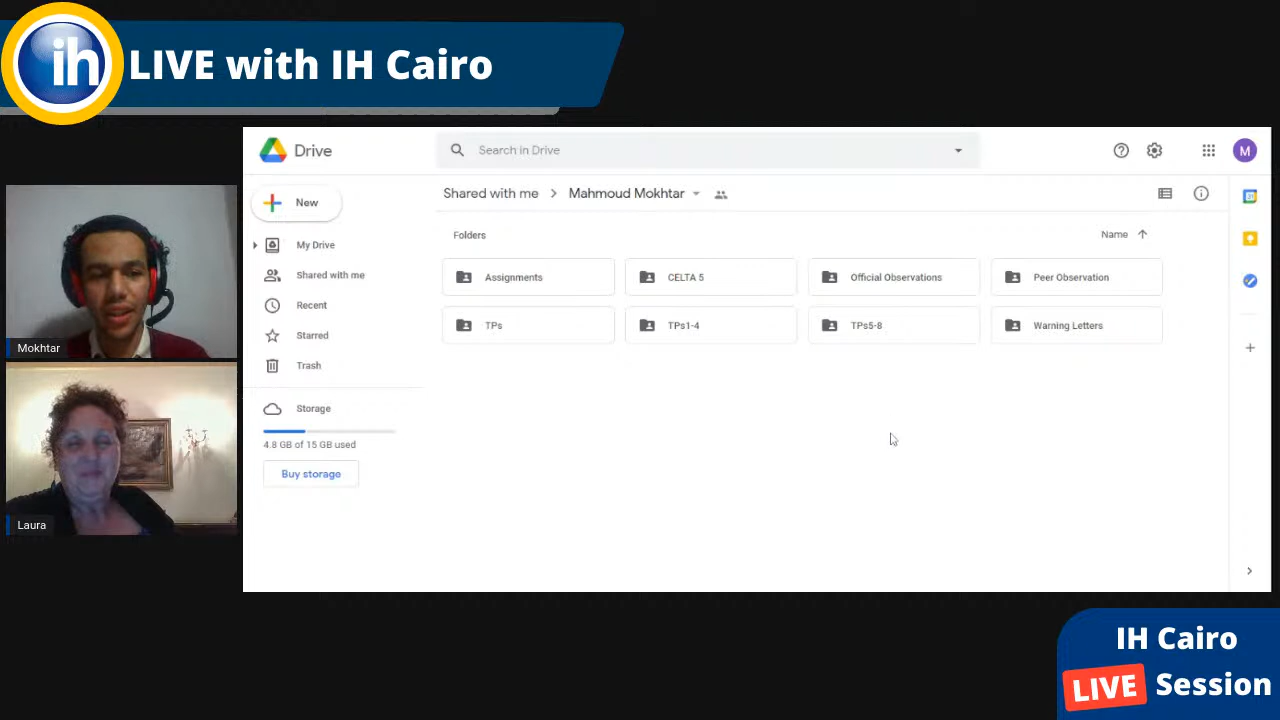 ih LIVE with IH Cairo
Drive
Search in Drive
M
New
Shared with me > Mahmoud Mokhtar
My Drive
Shared with me
Recent
Starred
Trash
Storage
4.8 GB of 15 GB used
Buy storage
Folders
Name
Assignments
CELTA 5
Official Observations
Peer Observation
TPs
TPs1-4
TPs5-8
Warning Letters
Mokhtar
Laura
IH Cairo
LIVE Session